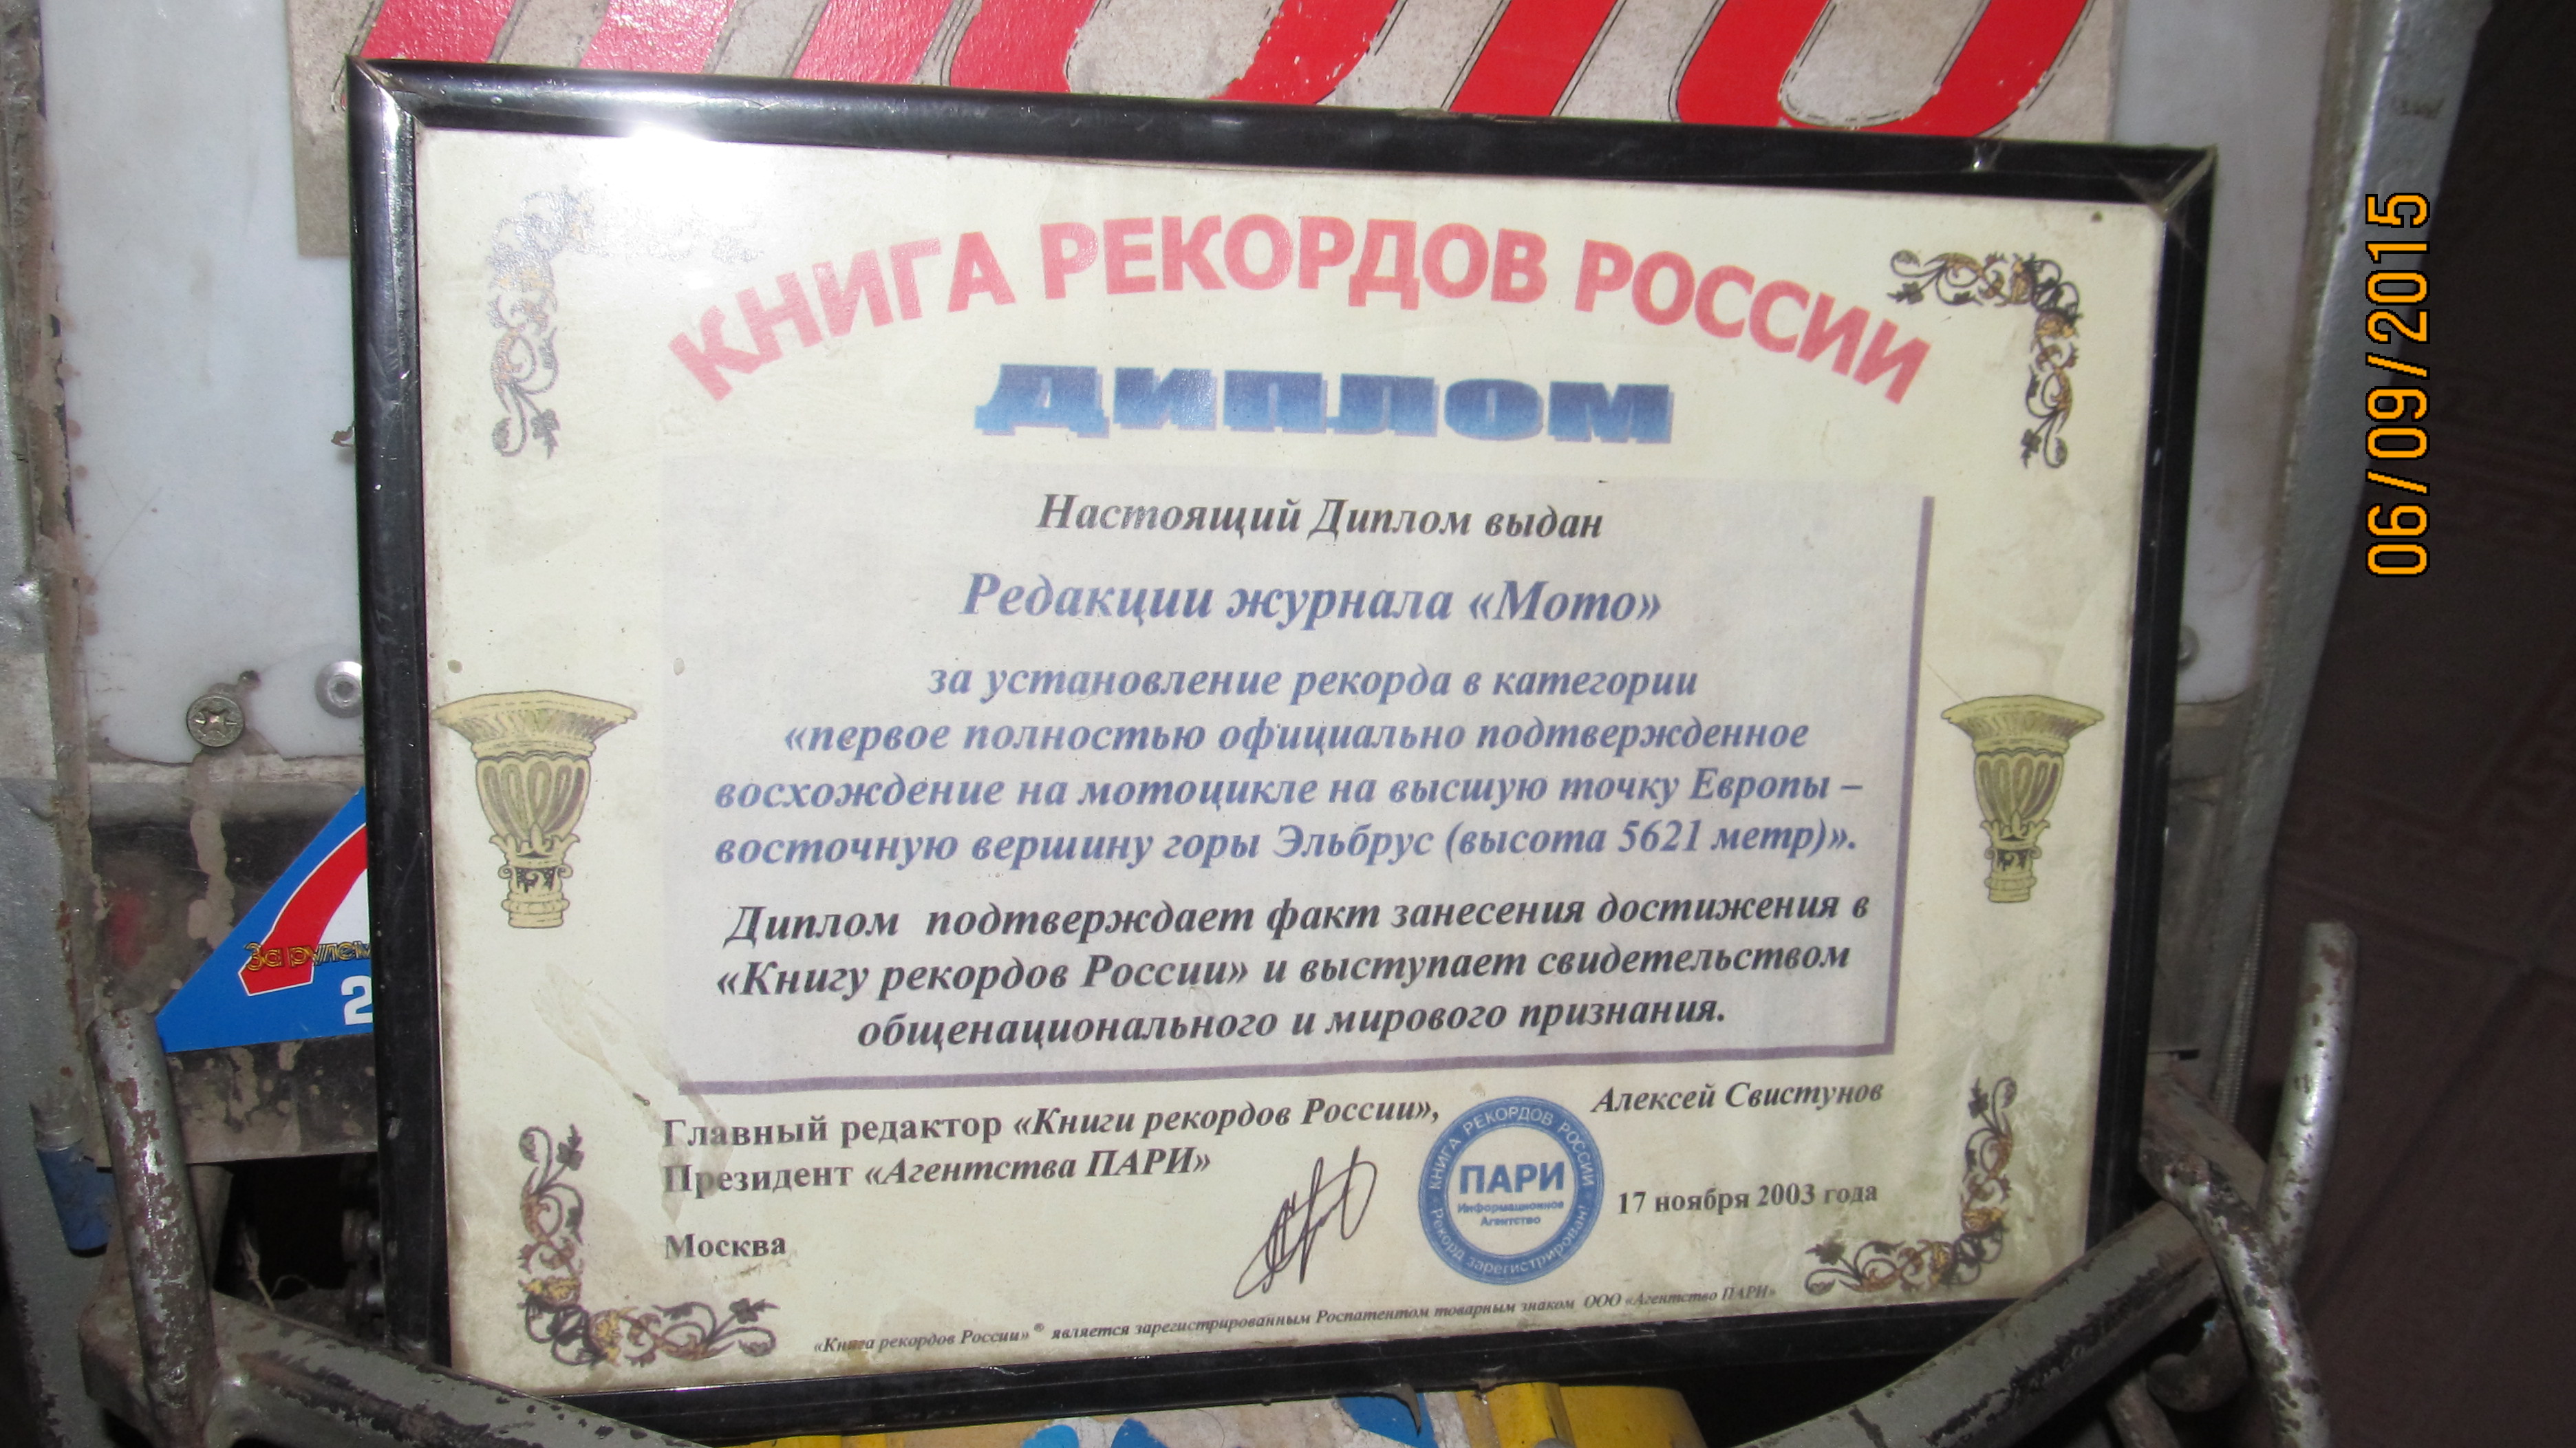 МОТО
КНИГА РЕКОРДОВ РОССИИ
ДИПЛОМ
Настоящий Диплом выдан
Редакции журнала «Мото»
за установление рекорда в категории
«первое полностью официально подтвержденное
восхождение на мотоцикле на высшую точку Европы –
восточную вершину горы Эльбрус (высота 5621 метр)».
Диплом подтверждает факт занесения достижения в
«Книгу рекордов России» и выступает свидетельством
общенационального и мирового признания.
Главный редактор «Книги рекордов России»,
Президент «Агентства ПАРИ»
Алексей Свистунов
КНИГА РЕКОРДОВ РОССИИ
ПАРИ
Информационное
Агентство
Рекорд зарегистрирован!
17 ноября 2003 года
Москва
«Книга рекордов России» ® является зарегистрированным Роспатентом товарным знаком ООО «Агентство ПАРИ»
За рулем
2
06/09/2015